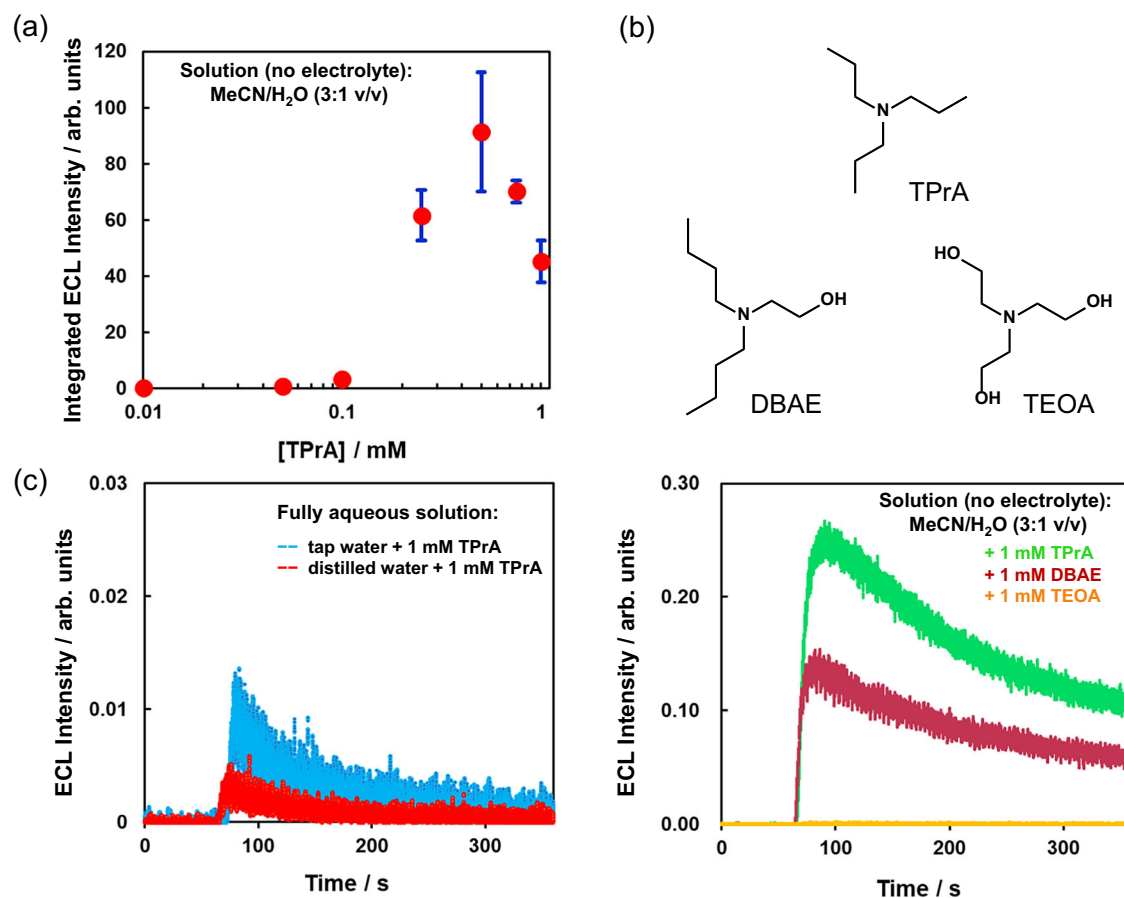 (a)
Integrated ECL Intensity / arb. units
120
100
80
60
40
20
0
Solution (no electrolyte):
MeCN/H₂O (3:1 v/v)
0.01
0.1
1
[TPrA] / mM
(b)
N
TPrA
N
OH
DBAE
HO
N
OH
OH
TEOA
(c)
ECL Intensity / arb. units
0.03
0.02
0.01
0
Fully aqueous solution:
tap water + 1 mM TPrA
distilled water + 1 mM TPrA
0
100
200
300
Time / s
ECL Intensity / arb. units
0.30
0.20
0.10
0.00
Solution (no electrolyte):
MeCN/H₂O (3:1 v/v)
+ 1 mM TPrA
+ 1 mM DBAE
+ 1 mM TEOA
0
100
200
300
Time / s